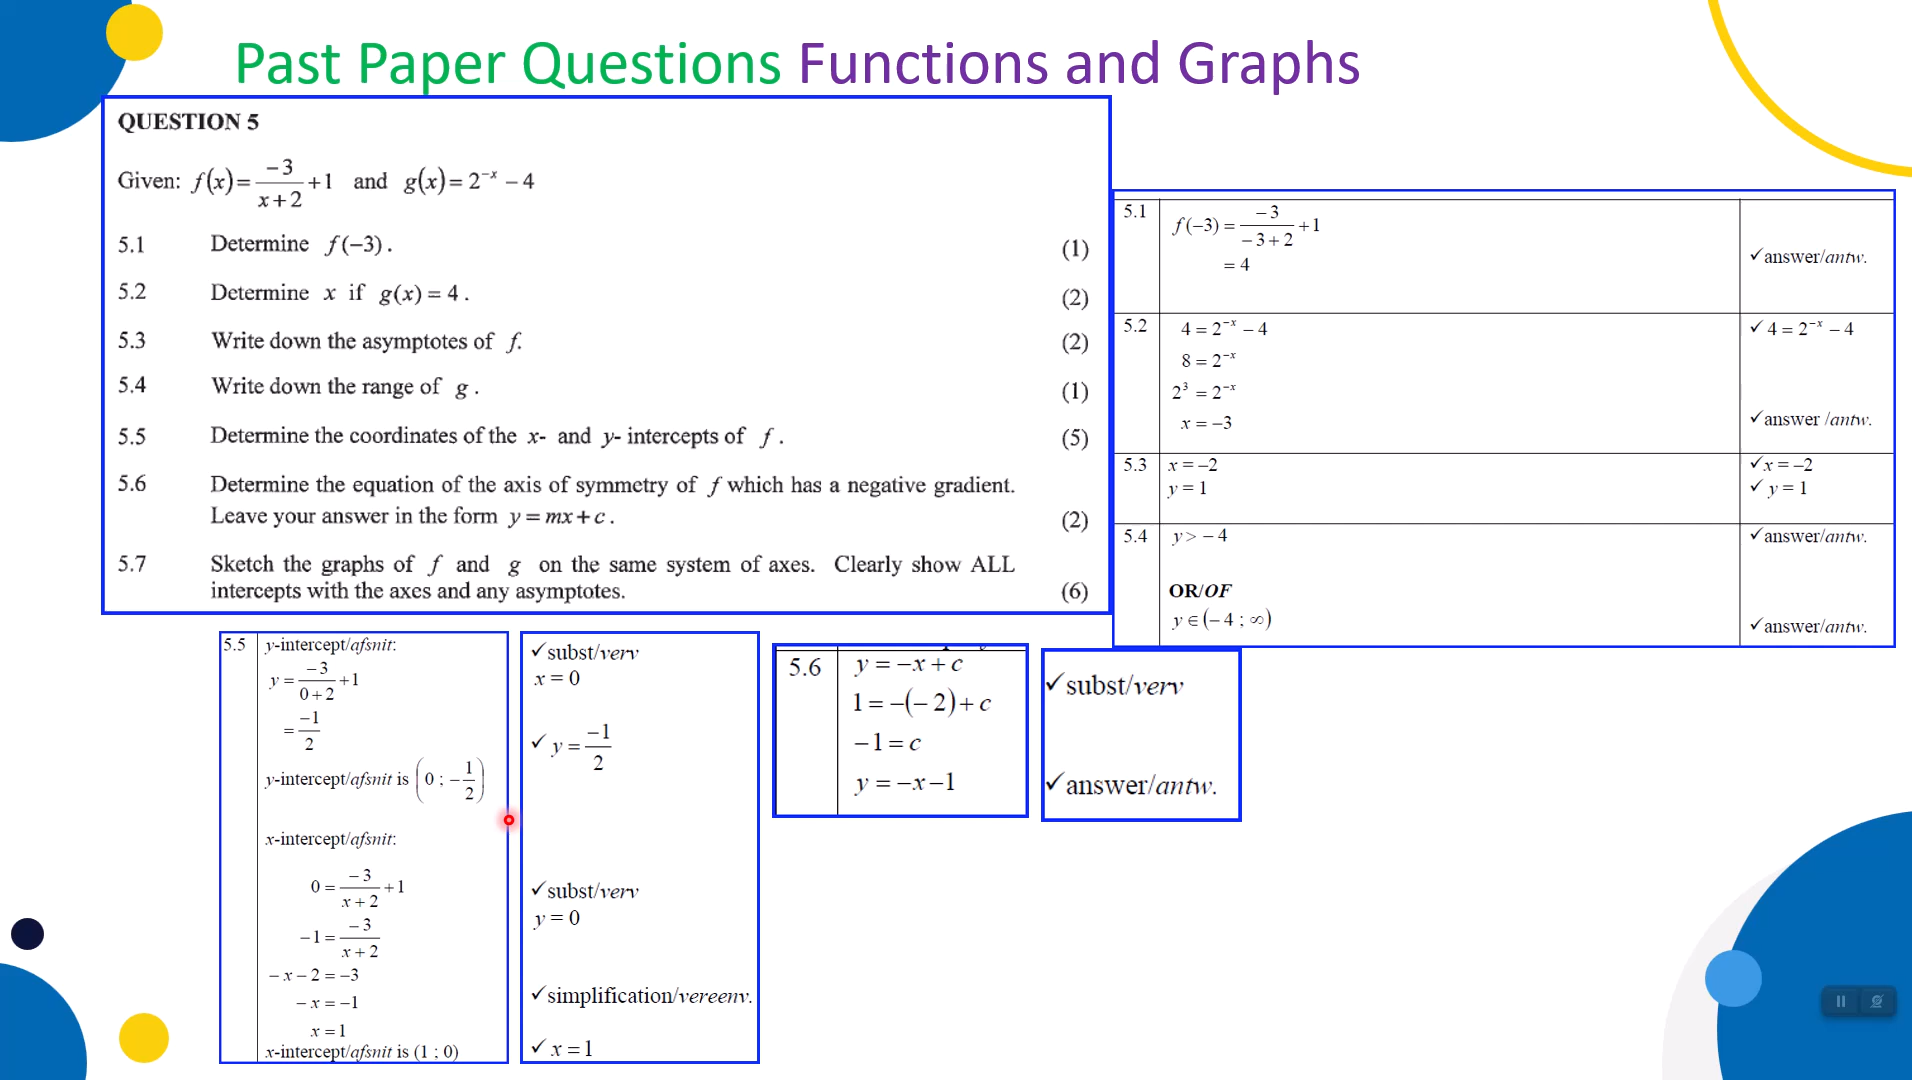 Past Paper Questions Functions and Graphs
QUESTION 5
Given: f(x)= -3/(x+2) +1 and g(x)= 2⁻ˣ − 4
5.1 Determine f(−3). (1)
5.2 Determine x if g(x) = 4. (2)
5.3 Write down the asymptotes of f. (2)
5.4 Write down the range of g. (1)
5.5 Determine the coordinates of the x- and y- intercepts of f. (5)
5.6 Determine the equation of the axis of symmetry of f which has a negative gradient.
Leave your answer in the form y = mx + c. (2)
5.7 Sketch the graphs of f and g on the same system of axes. Clearly show ALL
intercepts with the axes and any asymptotes. (6)
5.1 f(−3) = −3/(−3+2) +1
= 4 ✓answer/antw.
5.2 4 = 2⁻ˣ − 4 ✓ 4 = 2⁻ˣ − 4
8 = 2⁻ˣ
2³ = 2⁻ˣ
x = −3 ✓answer /antw.
5.3 x = −2 ✓x = −2
y = 1 ✓ y = 1
5.4 y > − 4 ✓answer/antw.
OR/OF
y ∈ (− 4 ; ∞) ✓answer/antw.
5.5 y-intercept/afsnit:
y = −3/(0+2) +1
= −1/2
y-intercept/afsnit is (0 ; −1/2)
x-intercept/afsnit:
0 = −3/(x+2) +1
−1 = −3/(x+2)
− x − 2 = −3
− x = −1
x = 1
x-intercept/afsnit is (1 ; 0)
✓subst/verv
x = 0
✓ y = −1/2
✓subst/verv
y = 0
✓simplification/vereenv.
✓ x = 1
5.6 y = −x + c
1 = −(− 2)+ c
−1 = c
y = −x −1
✓subst/verv
✓answer/antw.